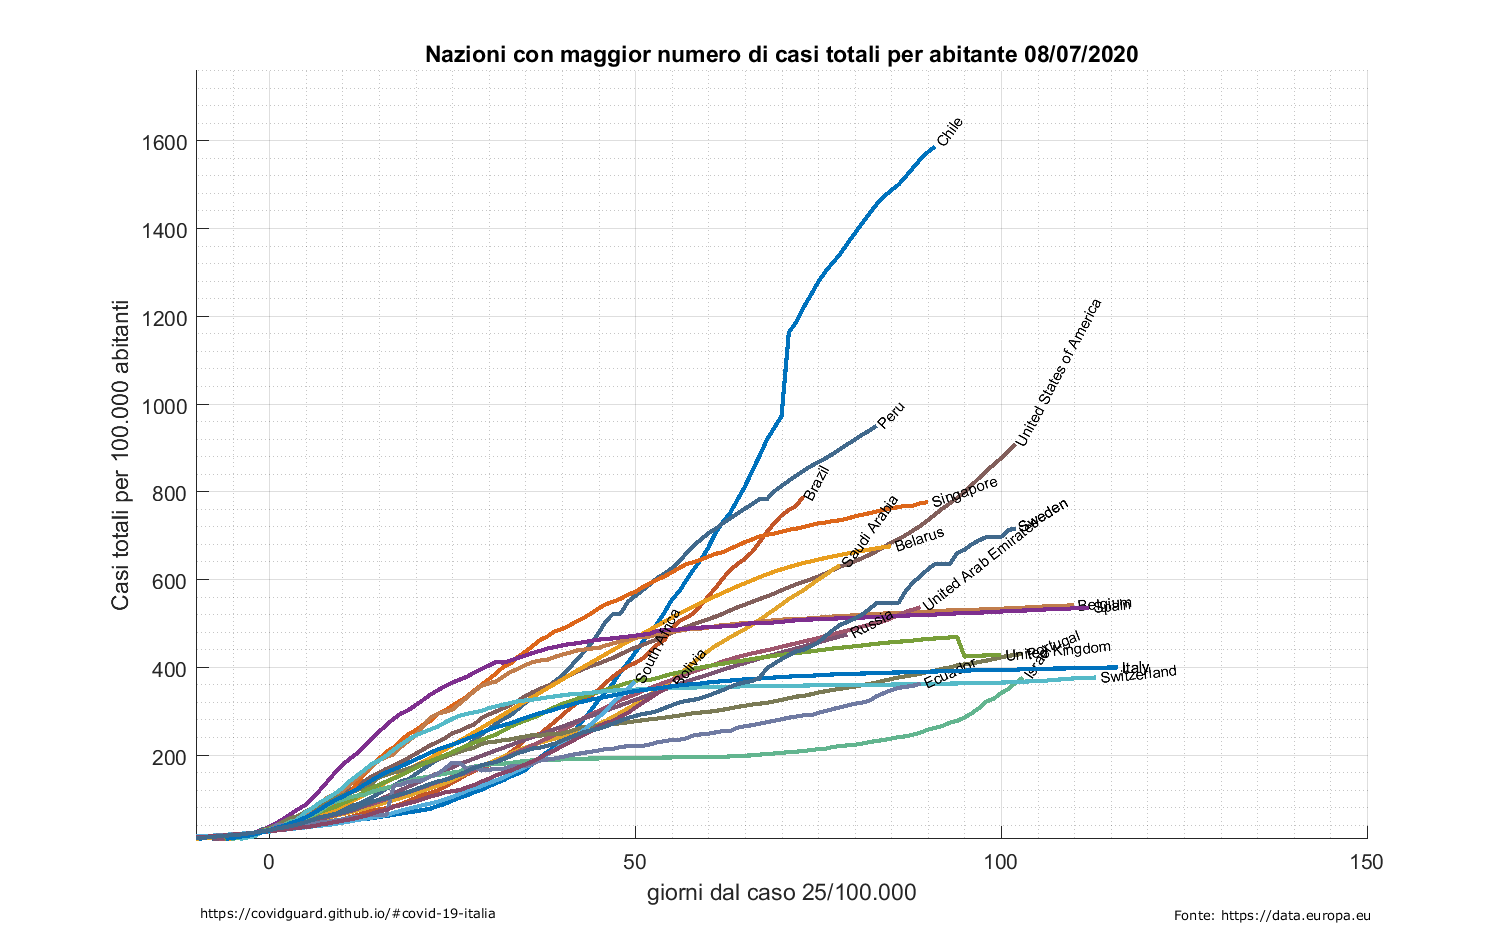 Nazioni con maggior numero di casi totali per abitante 08/07/2020
Casi totali per 100.000 abitanti
1600
1400
1200
1000
800
600
400
200
Chile
United States of America
Peru
Brazil
Singapore
Saudi Arabia
Belarus
Sweden
United Arab Emirates
Belgium
Spain
South Africa
Russia
Bolivia
Portugal
United Kingdom
Israel
Italy
Ecuador
Switzerland
0
50
100
150
giorni dal caso 25/100.000
https://covidguard.github.io/#covid-19-italia
Fonte: https://data.europa.eu